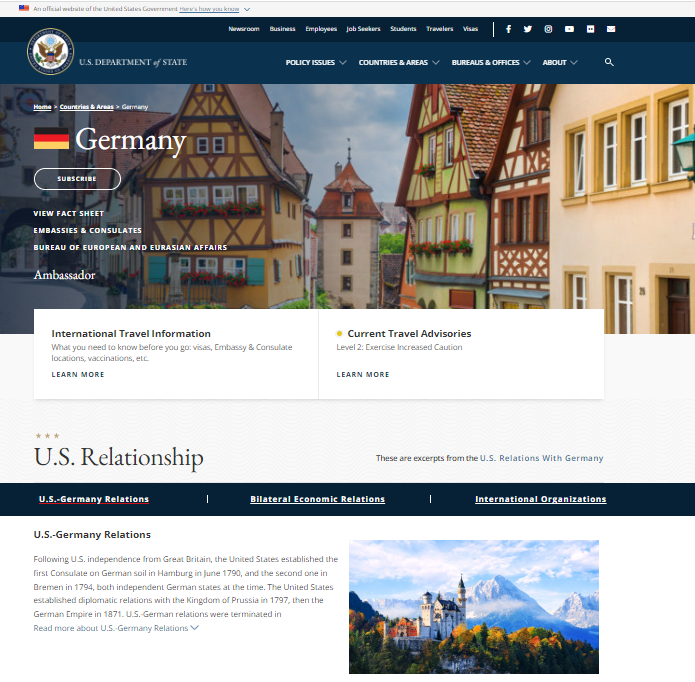 An official website of the United States Government Here's how you know
Newsroom Business Employees Job Seekers Students Travelers Visas
U.S. DEPARTMENT of STATE
POLICY ISSUES COUNTRIES & AREAS BUREAUS & OFFICES ABOUT
Home > Countries & Areas > Germany
Germany
SUBSCRIBE
VIEW FACT SHEET
EMBASSIES & CONSULATES
BUREAU OF EUROPEAN AND EURASIAN AFFAIRS
Ambassador
International Travel Information
What you need to know before you go: visas, Embassy & Consulate
locations, vaccinations, etc.
LEARN MORE
Current Travel Advisories
Level 2: Exercise Increased Caution
LEARN MORE
U.S. Relationship
These are excerpts from the U.S. Relations With Germany
U.S.-Germany Relations | Bilateral Economic Relations | International Organizations
U.S.-Germany Relations
Following U.S. independence from Great Britain, the United States established the
first Consulate on German soil in Hamburg in June 1790, and the second one in
Bremen in 1794, both independent German states at the time. The United States
established diplomatic relations with the Kingdom of Prussia in 1797, then the
German Empire in 1871. U.S.-German relations were terminated in
Read more about U.S.-Germany Relations